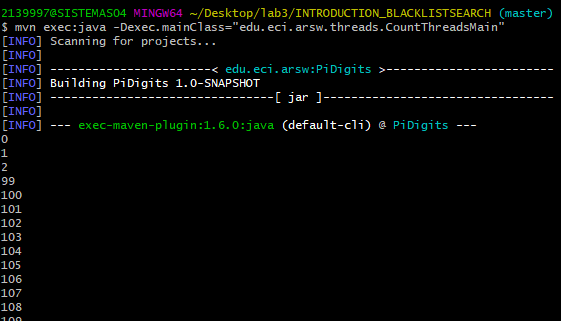 2139997@SISTEMAS04 MINGW64 ~/Desktop/lab3/INTRODUCTION_BLACKLISTSEARCH (master)
$ mvn exec:java -Dexec.mainClass="edu.eci.arsw.threads.CountThreadsMain"
[INFO] Scanning for projects...
[INFO]
[INFO] -----------------------< edu.eci.arsw:PiDigits >------------------------
[INFO] Building PiDigits 1.0-SNAPSHOT
[INFO] --------------------------------[ jar ]---------------------------------
[INFO]
[INFO] --- exec-maven-plugin:1.6.0:java (default-cli) @ PiDigits ---
0
1
2
99
100
101
102
103
104
105
106
107
108
109